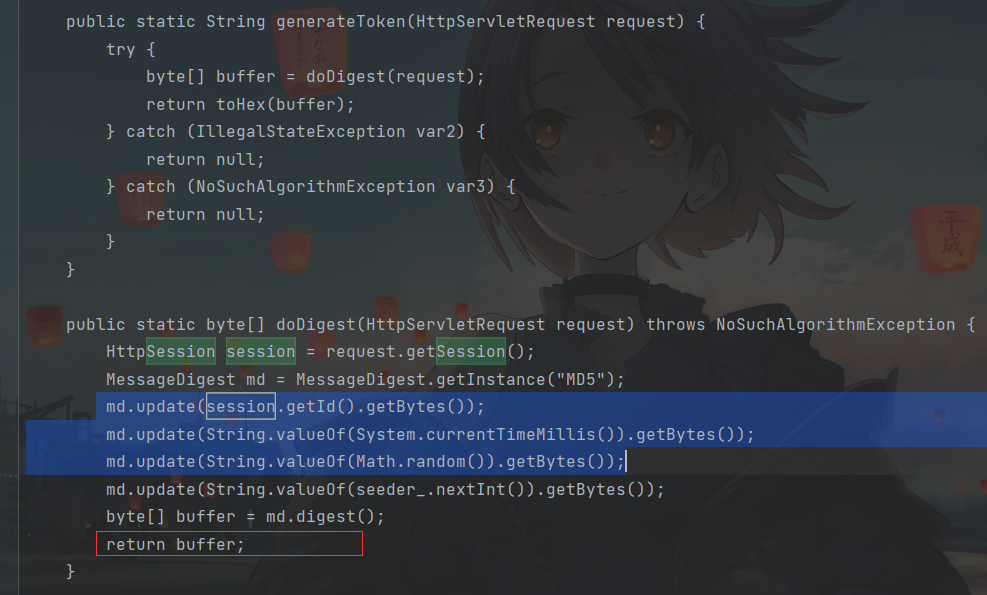 public static String generateToken(HttpServletRequest request) {
try {
byte[] buffer = doDigest(request);
return toHex(buffer);
} catch (IllegalStateException var2) {
return null;
} catch (NoSuchAlgorithmException var3) {
return null;
}
}
public static byte[] doDigest(HttpServletRequest request) throws NoSuchAlgorithmException {
HttpSession session = request.getSession();
MessageDigest md = MessageDigest.getInstance("MD5");
md.update(session.getId().getBytes());
md.update(String.valueOf(System.currentTimeMillis()).getBytes());
md.update(String.valueOf(Math.random()).getBytes());
md.update(String.valueOf(seeder_.nextInt()).getBytes());
byte[] buffer = md.digest();
return buffer;
}
平成